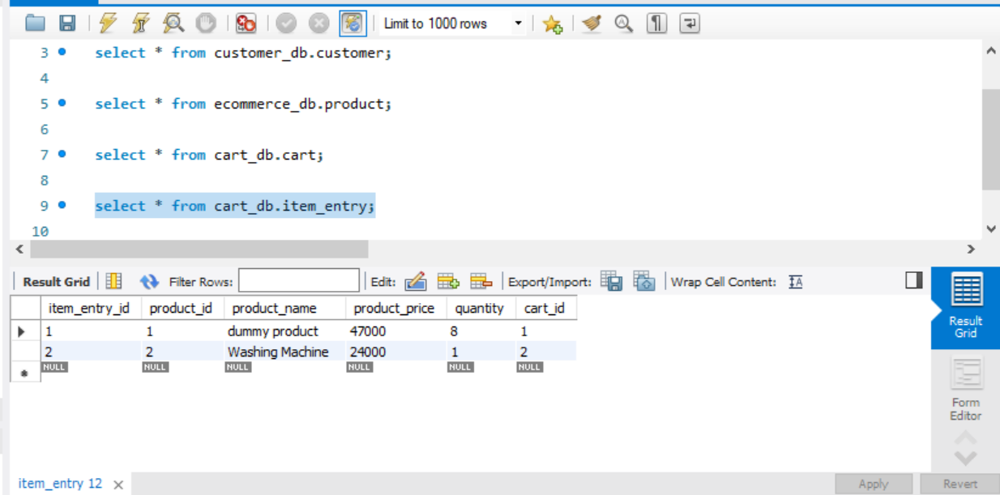 Limit to 1000 rows
3 select * from customer_db.customer;
4
5 select * from ecommerce_db.product;
6
7 select * from cart_db.cart;
8
9 select * from cart_db.item_entry;
10
Result Grid Filter Rows: Edit: Export/Import: Wrap Cell Content: IA
item_entry_id product_id product_name product_price quantity cart_id
1 1 dummy product 47000 8 1
2 2 Washing Machine 24000 1 2
NULL NULL NULL NULL NULL NULL
Result
Grid
Form
Editor
item_entry 12 ×
Apply Revert